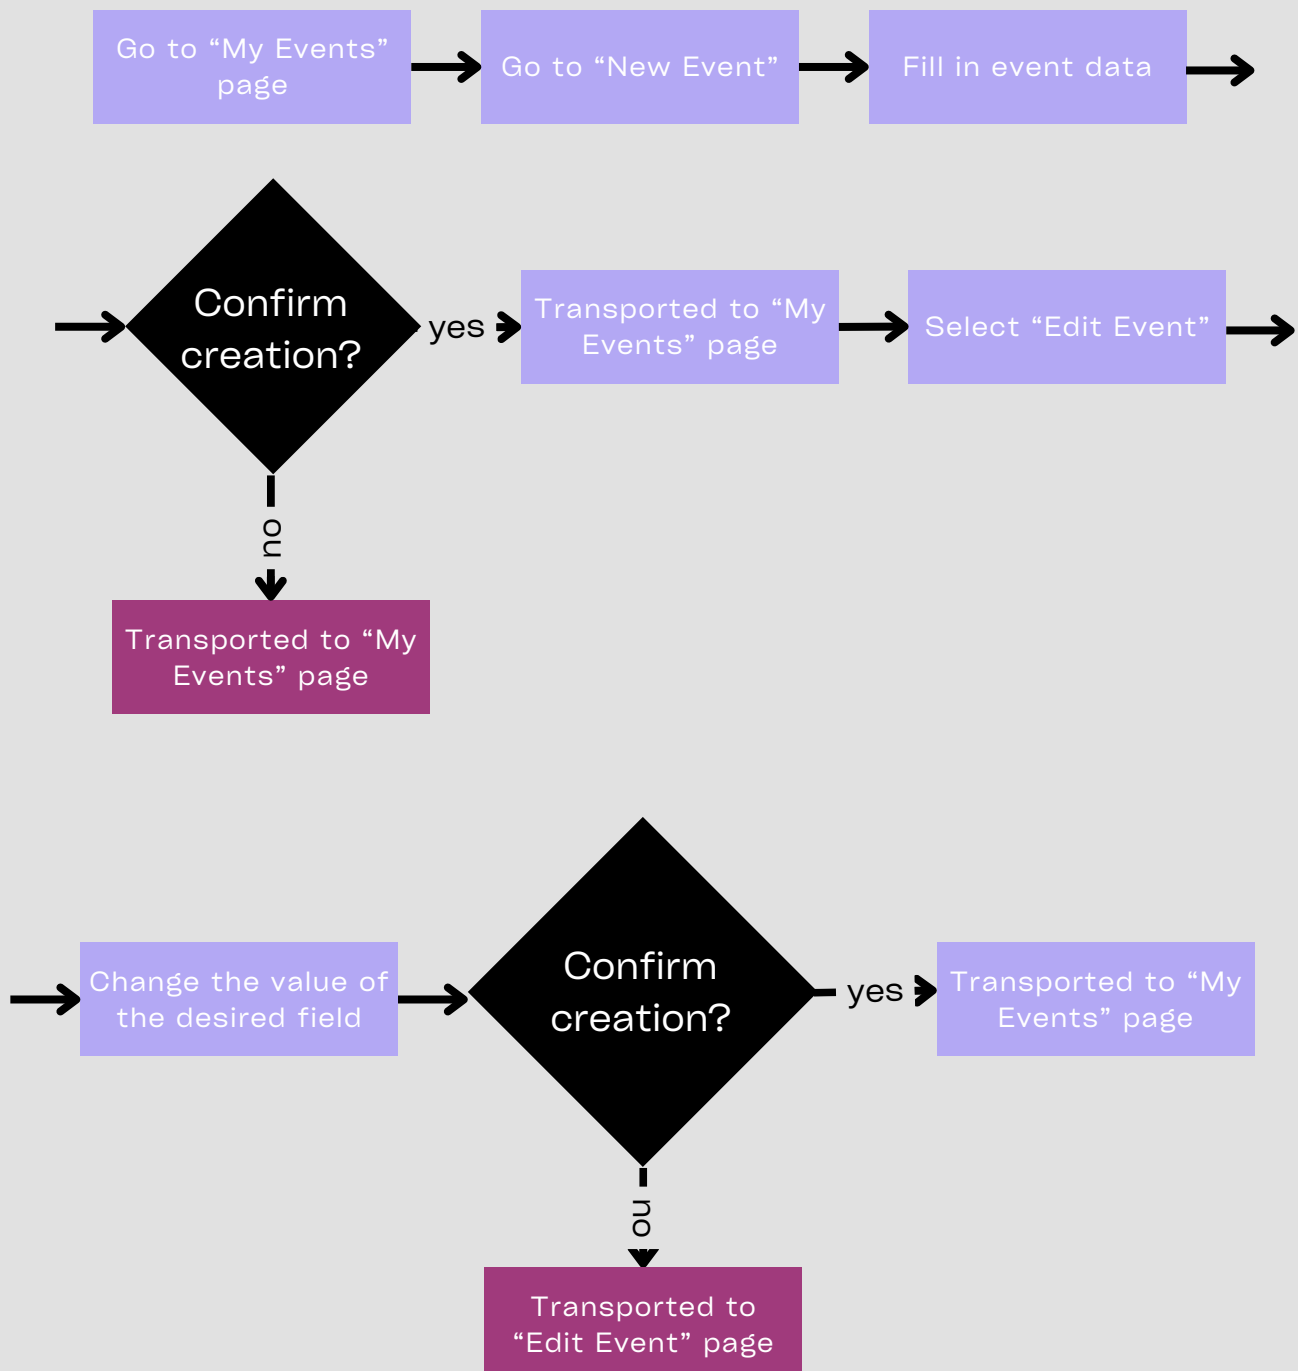 Go to “My Events”
page
Go to “New Event”
Fill in event data
Confirm
creation?
yes
Transported to “My
Events” page
Select “Edit Event”
no
Transported to “My
Events” page
Change the value of
the desired field
Confirm
creation?
yes
Transported to “My
Events” page
no
Transported to
“Edit Event” page